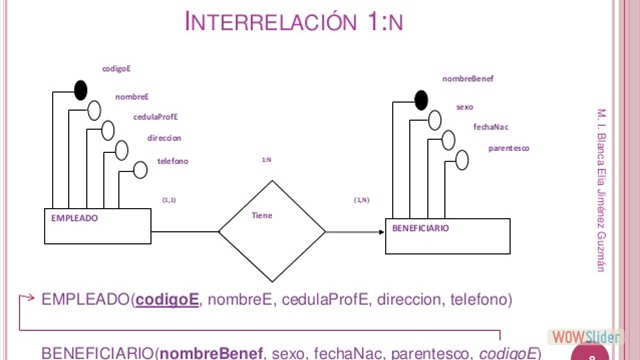 INTERRELACIÓN 1:N
codigoE
nombreE
cedulaProfE
direccion
telefono
1:N
(1,1)
(1,N)
EMPLEADO
Tiene
nombreBenef
sexo
fechaNac
parentesco
BENEFICIARIO
M. I. Blanca Elia Jiménez Guzmán
EMPLEADO(codigoE, nombreE, cedulaProfE, direccion, telefono)
BENEFICIARIO(nombreBenef, sexo, fechaNac, parentesco, codigoE)
WOWSlider